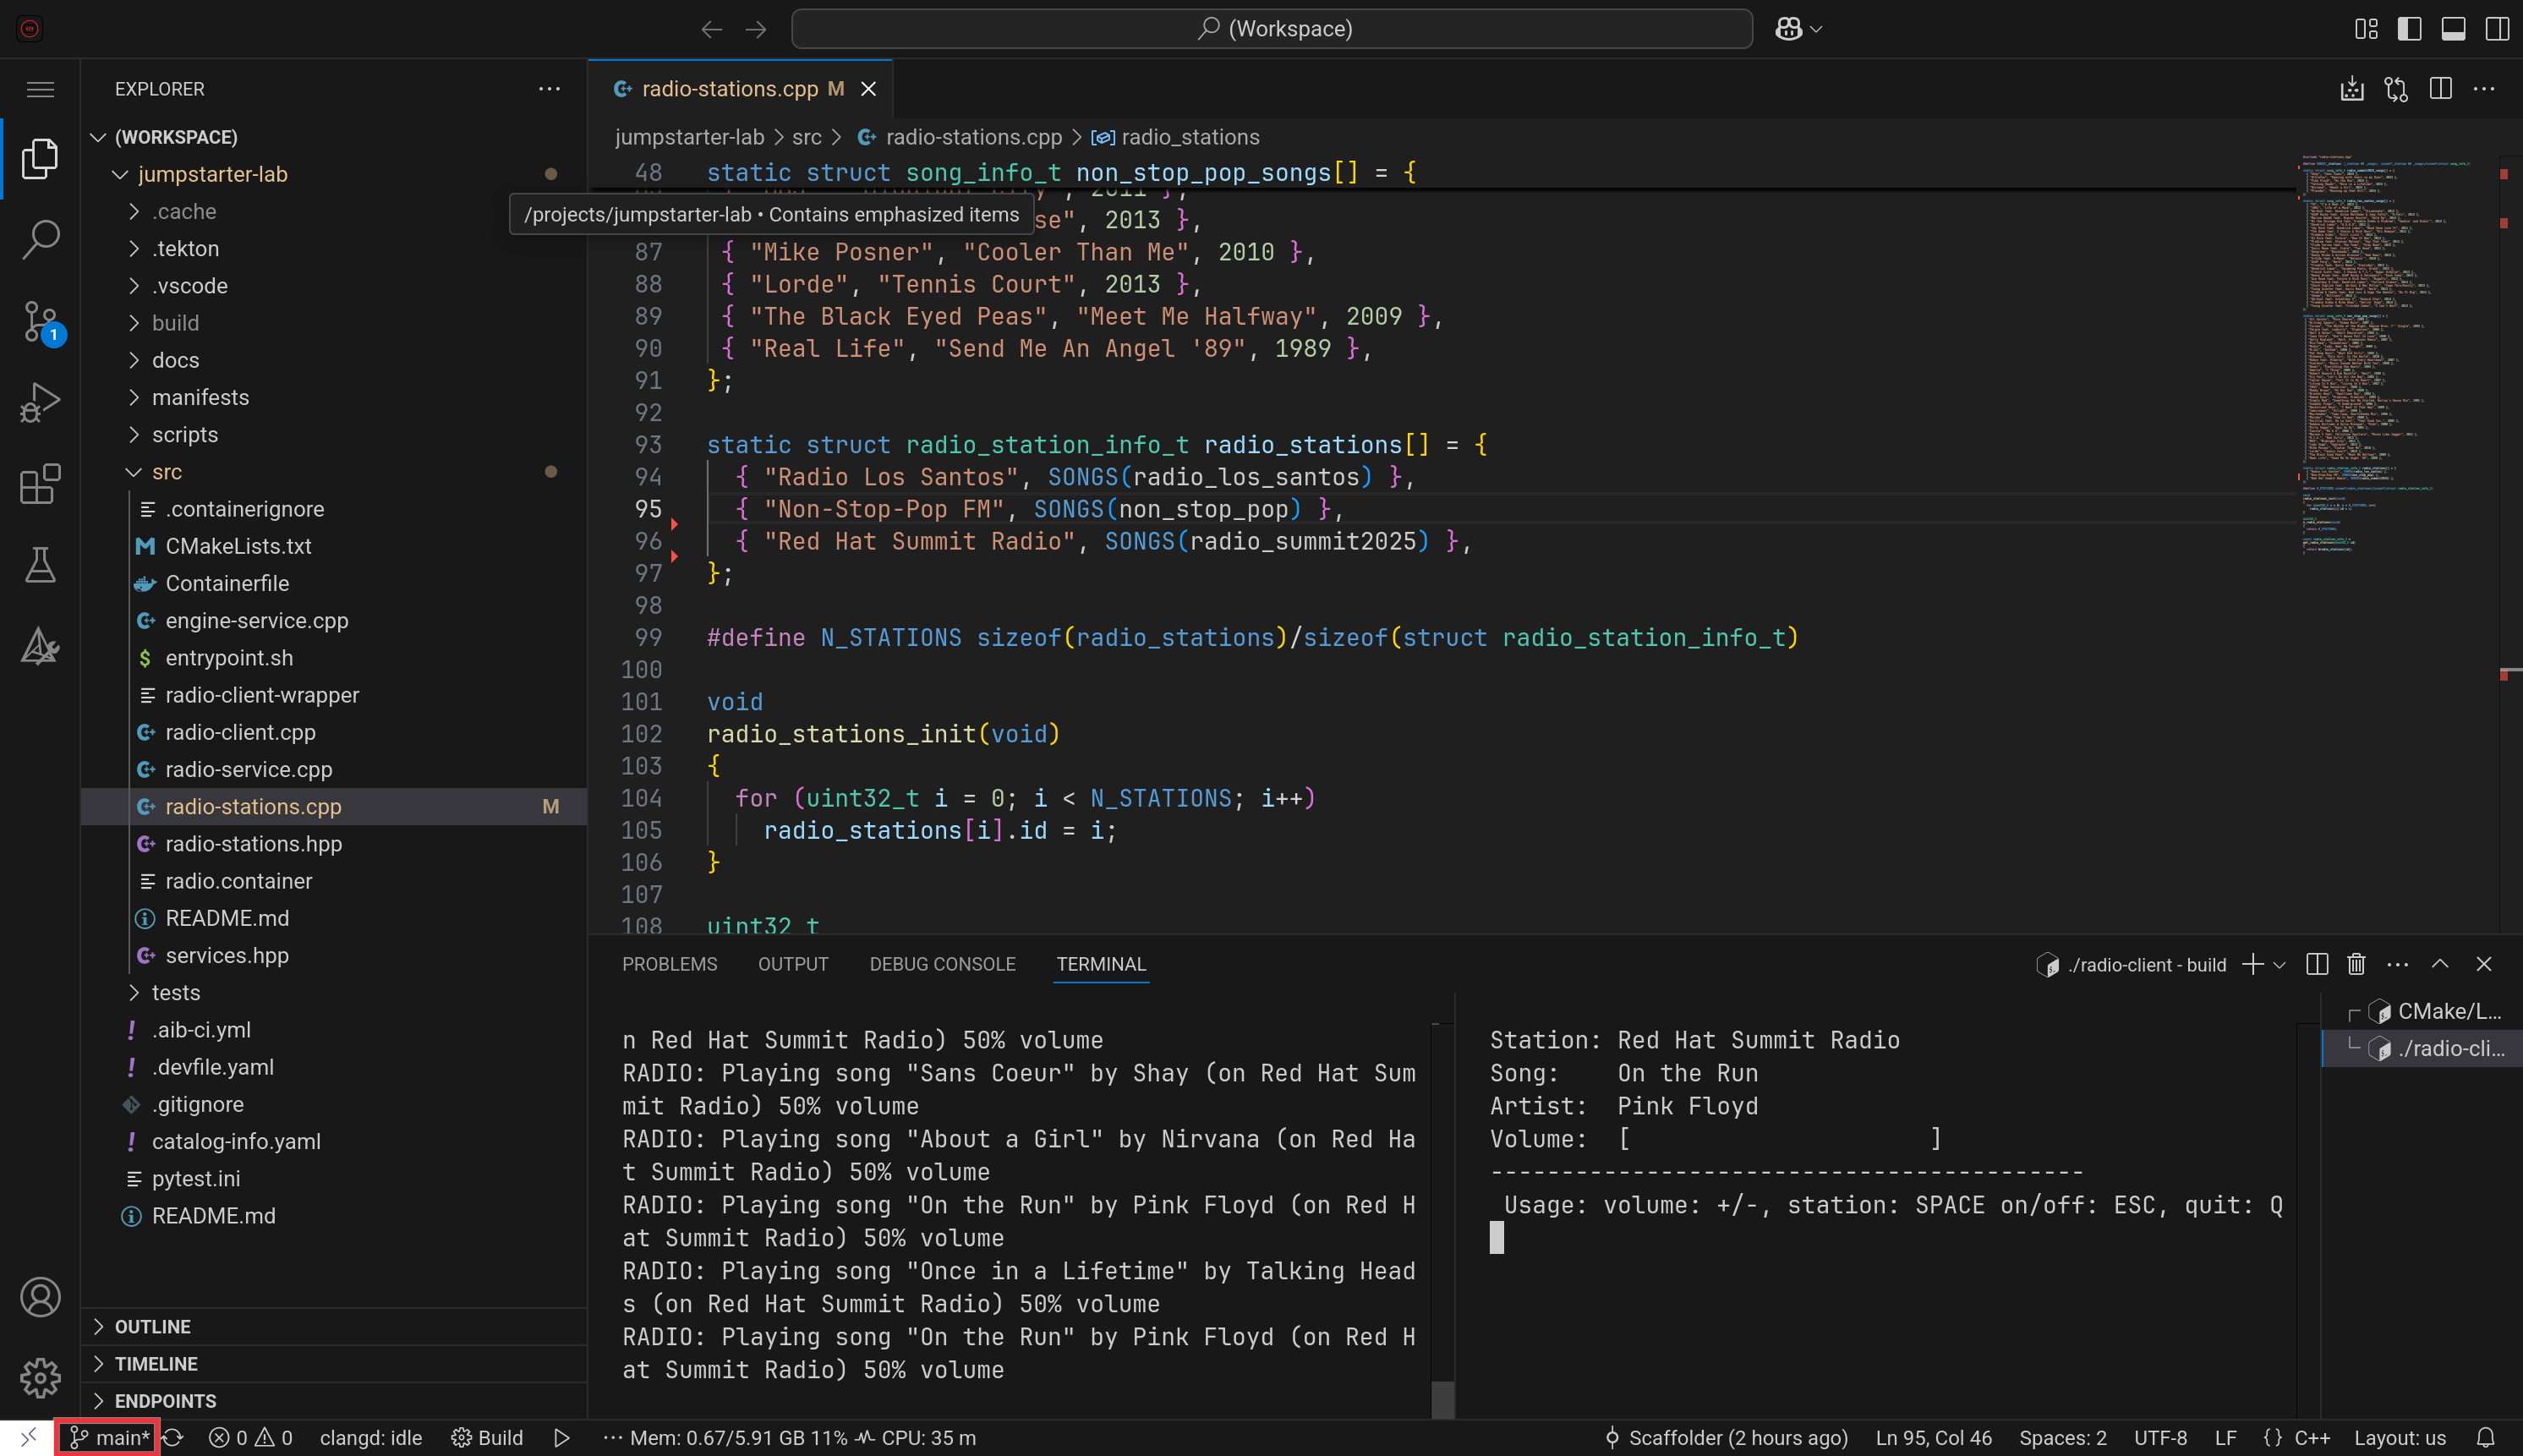 (Workspace)
EXPLORER
(WORKSPACE)
jumpstarter-lab
.cache
.tekton
.vscode
build
docs
manifests
scripts
src
.containerignore
CMakeLists.txt
Containerfile
engine-service.cpp
entrypoint.sh
radio-client-wrapper
radio-client.cpp
radio-service.cpp
radio-stations.cpp M
radio-stations.hpp
radio.container
README.md
services.hpp
tests
.aib-ci.yml
.devfile.yaml
.gitignore
catalog-info.yaml
pytest.ini
README.md
OUTLINE
TIMELINE
ENDPOINTS
1
radio-stations.cpp M
jumpstarter-lab > src > radio-stations.cpp > radio_stations
48 static struct song_info_t non_stop_pop_songs[] = {
/projects/jumpstarter-lab • Contains emphasized items
se", 2013 },
87 { "Mike Posner", "Cooler Than Me", 2010 },
88 { "Lorde", "Tennis Court", 2013 },
89 { "The Black Eyed Peas", "Meet Me Halfway", 2009 },
90 { "Real Life", "Send Me An Angel '89", 1989 },
91 };
92
93 static struct radio_station_info_t radio_stations[] = {
94 { "Radio Los Santos", SONGS(radio_los_santos) },
95 { "Non-Stop-Pop FM", SONGS(non_stop_pop) },
96 { "Red Hat Summit Radio", SONGS(radio_summit2025) },
97 };
98
99 #define N_STATIONS sizeof(radio_stations)/sizeof(struct radio_station_info_t)
100
101 void
102 radio_stations_init(void)
103 {
104 for (uint32_t i = 0; i < N_STATIONS; i++)
105 radio_stations[i].id = i;
106 }
107
108 uint32_t
PROBLEMS OUTPUT DEBUG CONSOLE TERMINAL
./radio-client - build
n Red Hat Summit Radio) 50% volume
RADIO: Playing song "Sans Coeur" by Shay (on Red Hat Sum
mit Radio) 50% volume
RADIO: Playing song "About a Girl" by Nirvana (on Red Ha
t Summit Radio) 50% volume
RADIO: Playing song "On the Run" by Pink Floyd (on Red H
at Summit Radio) 50% volume
RADIO: Playing song "Once in a Lifetime" by Talking Head
s (on Red Hat Summit Radio) 50% volume
RADIO: Playing song "On the Run" by Pink Floyd (on Red H
at Summit Radio) 50% volume
Station: Red Hat Summit Radio
Song: On the Run
Artist: Pink Floyd
Volume: [ ]
------------------------------------------
Usage: volume: +/-, station: SPACE on/off: ESC, quit: Q
CMake/L...
./radio-cli...
main* 0 0 clangd: idle Build ··· Mem: 0.67/5.91 GB 11% CPU: 35 m Scaffolder (2 hours ago) Ln 95, Col 46 Spaces: 2 UTF-8 LF {} C++ Layout: us